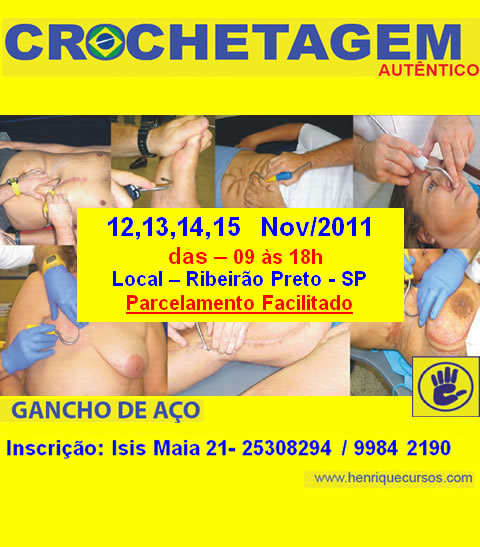 CROCHETAGEM
AUTÊNTICO
12,13,14,15 Nov/2011
das – 09 às 18h
Local – Ribeirão Preto - SP
Parcelamento Facilitado
GANCHO DE AÇO
Inscrição: Isis Maia 21- 25308294 / 9984 2190
www.henriquecursos.com